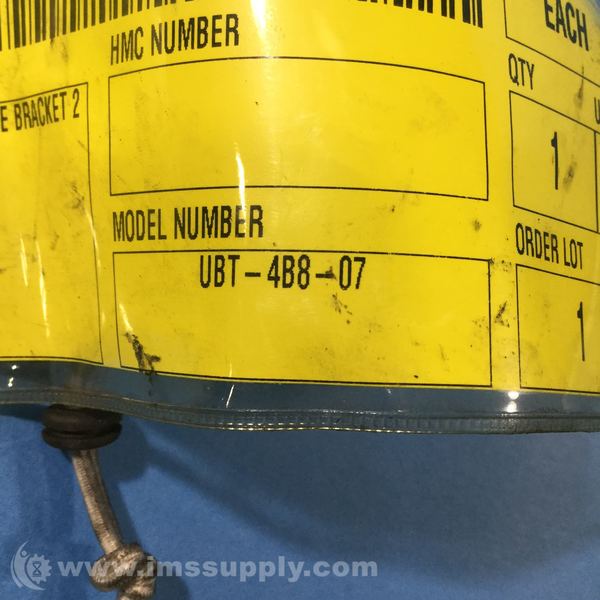 EACH
HMC NUMBER
QTY
E BRACKET 2
1
MODEL NUMBER
ORDER LOT
UBT-4B8-07
1
www.imssupply.com